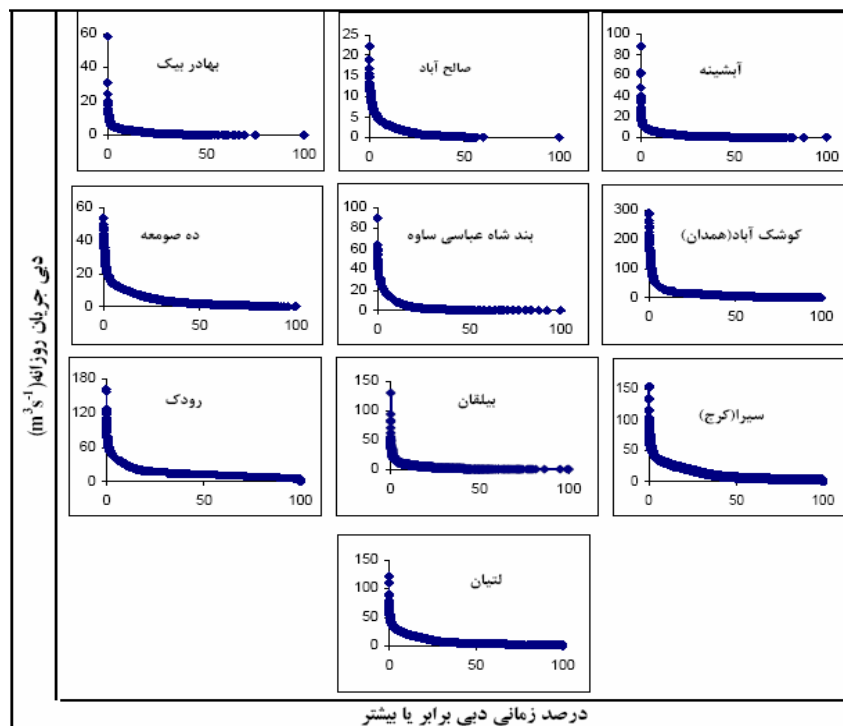 دبی جریان روزانه(m³s⁻¹)
بهادر بیک
60
40
20
0
0 50 100
صالح آباد
25
20
15
10
5
0
0 50 100
آبشینه
100
80
60
40
20
0
0 50 100
ده صومعه
60
40
20
0
0 50 100
بند شاه عباسی ساوه
100
80
60
40
20
0
0 50 100
کوشک آباد(همدان)
300
200
100
0
0 50 100
رودک
180
120
60
0
0 50 100
بیلقان
150
100
50
0
0 50 100
سیرا(کرج)
150
100
50
0
0 50 100
لتیان
150
100
50
0
0 50 100
درصد زمانی دبی برابر یا بیشتر